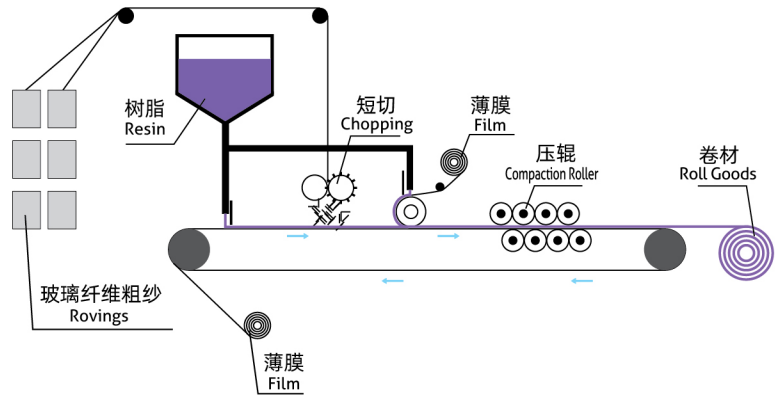 树脂
Resin
短切
Chopping
薄膜
Film
压辊
Compaction Roller
卷材
Roll Goods
玻璃纤维粗纱
Rovings
薄膜
Film